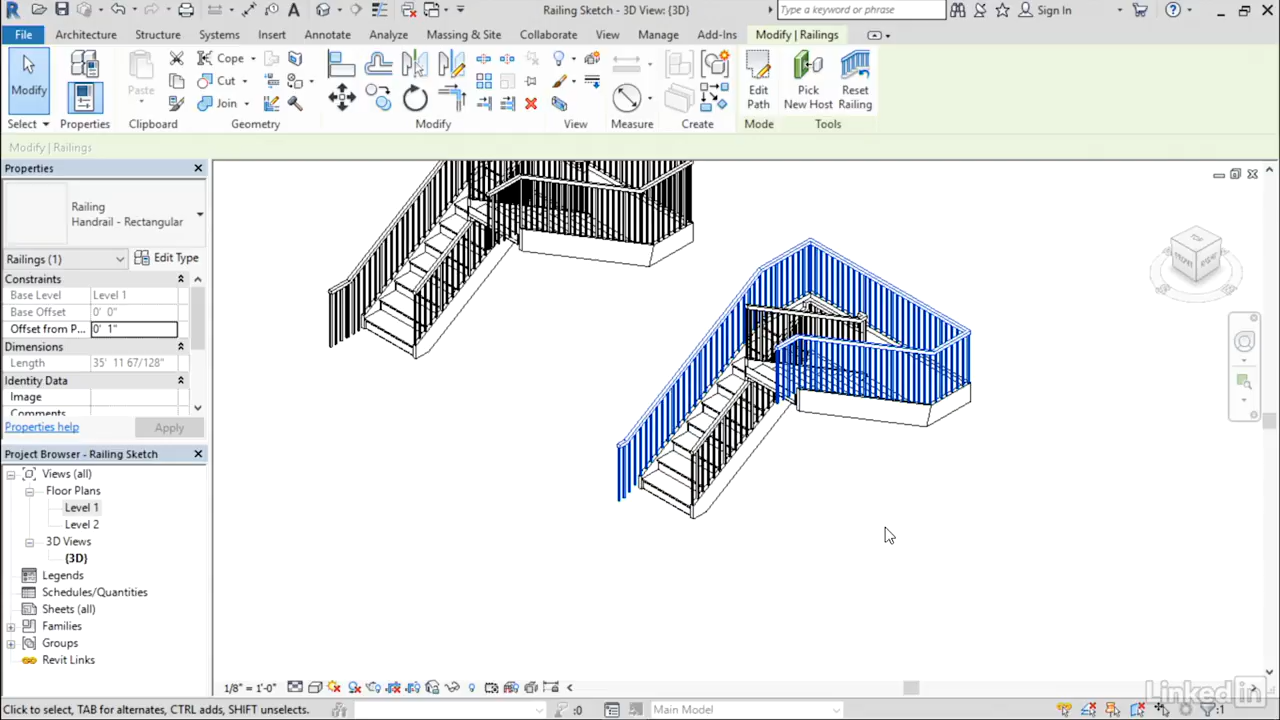 Railing Sketch - 3D View: {3D}
Type a keyword or phrase
Sign In
File
Architecture
Structure
Systems
Insert
Annotate
Analyze
Massing & Site
Collaborate
View
Manage
Add-Ins
Modify | Railings
Modify
Paste
Cope
Cut
Join
Edit Path
Pick New Host
Reset Railing
Select
Properties
Clipboard
Geometry
Modify
View
Measure
Create
Mode
Tools
Modify | Railings
Properties
Railing
Handrail - Rectangular
Railings (1)
Edit Type
Constraints
Base Level
Level 1
Base Offset
0' 0"
Offset from P...
0' 1"
Dimensions
Length
35' 11 67/128"
Identity Data
Image
Comments
Properties help
Apply
Project Browser - Railing Sketch
Views (all)
Floor Plans
Level 1
Level 2
3D Views
{3D}
Legends
Schedules/Quantities
Sheets (all)
Families
Groups
Revit Links
TOP
FRONT
RIGHT
1/8" = 1'-0"
Click to select, TAB for alternates, CTRL adds, SHIFT unselects.
:0
Main Model
:1
Linked in